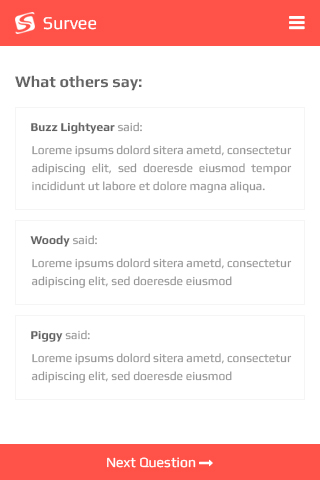 Survee
What others say:
Buzz Lightyear said:
Loreme ipsums dolord sitera ametd, consectetur
adipiscing elit, sed doeresde eiusmod tempor
incididunt ut labore et dolore magna aliqua.
Woody said:
Loreme ipsums dolord sitera ametd, consectetur
adipiscing elit, sed doeresde eiusmod
Piggy said:
Loreme ipsums dolord sitera ametd, consectetur
adipiscing elit, sed doeresde eiusmod
Next Question